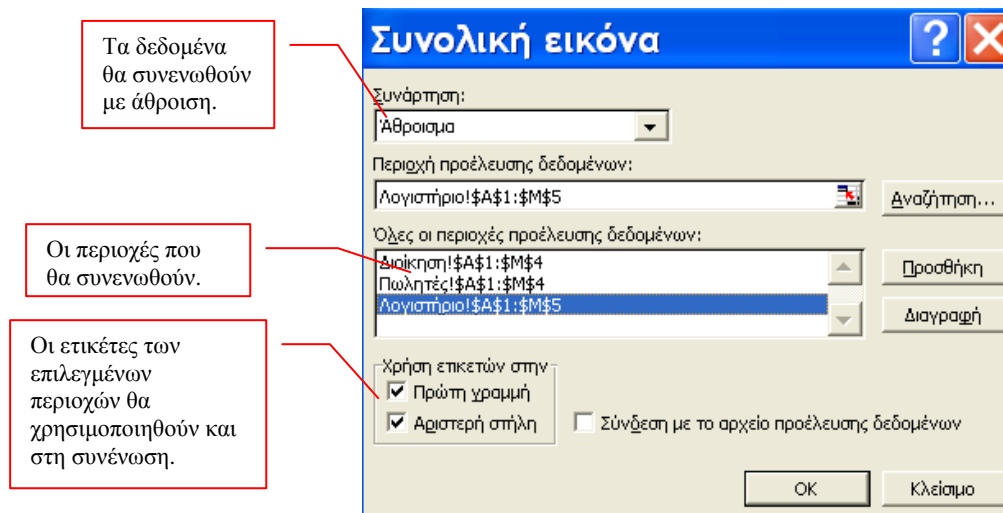 Τα δεδομένα
θα συνενωθούν
με άθροιση.
Οι περιοχές που
θα συνενωθούν.
Οι ετικέτες των
επιλεγμένων
περιοχών θα
χρησιμοποιηθούν και
στη συνένωση.
Συνολική εικόνα
Συνάρτηση:
Άθροισμα
Περιοχή προέλευσης δεδομένων:
Λογιστήριο!$A$1:$M$5
Αναζήτηση...
Όλες οι περιοχές προέλευσης δεδομένων:
Διοίκηση!$A$1:$M$4
Πωλητές!$A$1:$M$4
Λογιστήριο!$A$1:$M$5
Προσθήκη
Διαγραφή
Χρήση ετικετών στην
Πρώτη γραμμή
Αριστερή στήλη
Σύνδεση με το αρχείο προέλευσης δεδομένων
OK
Κλείσιμο